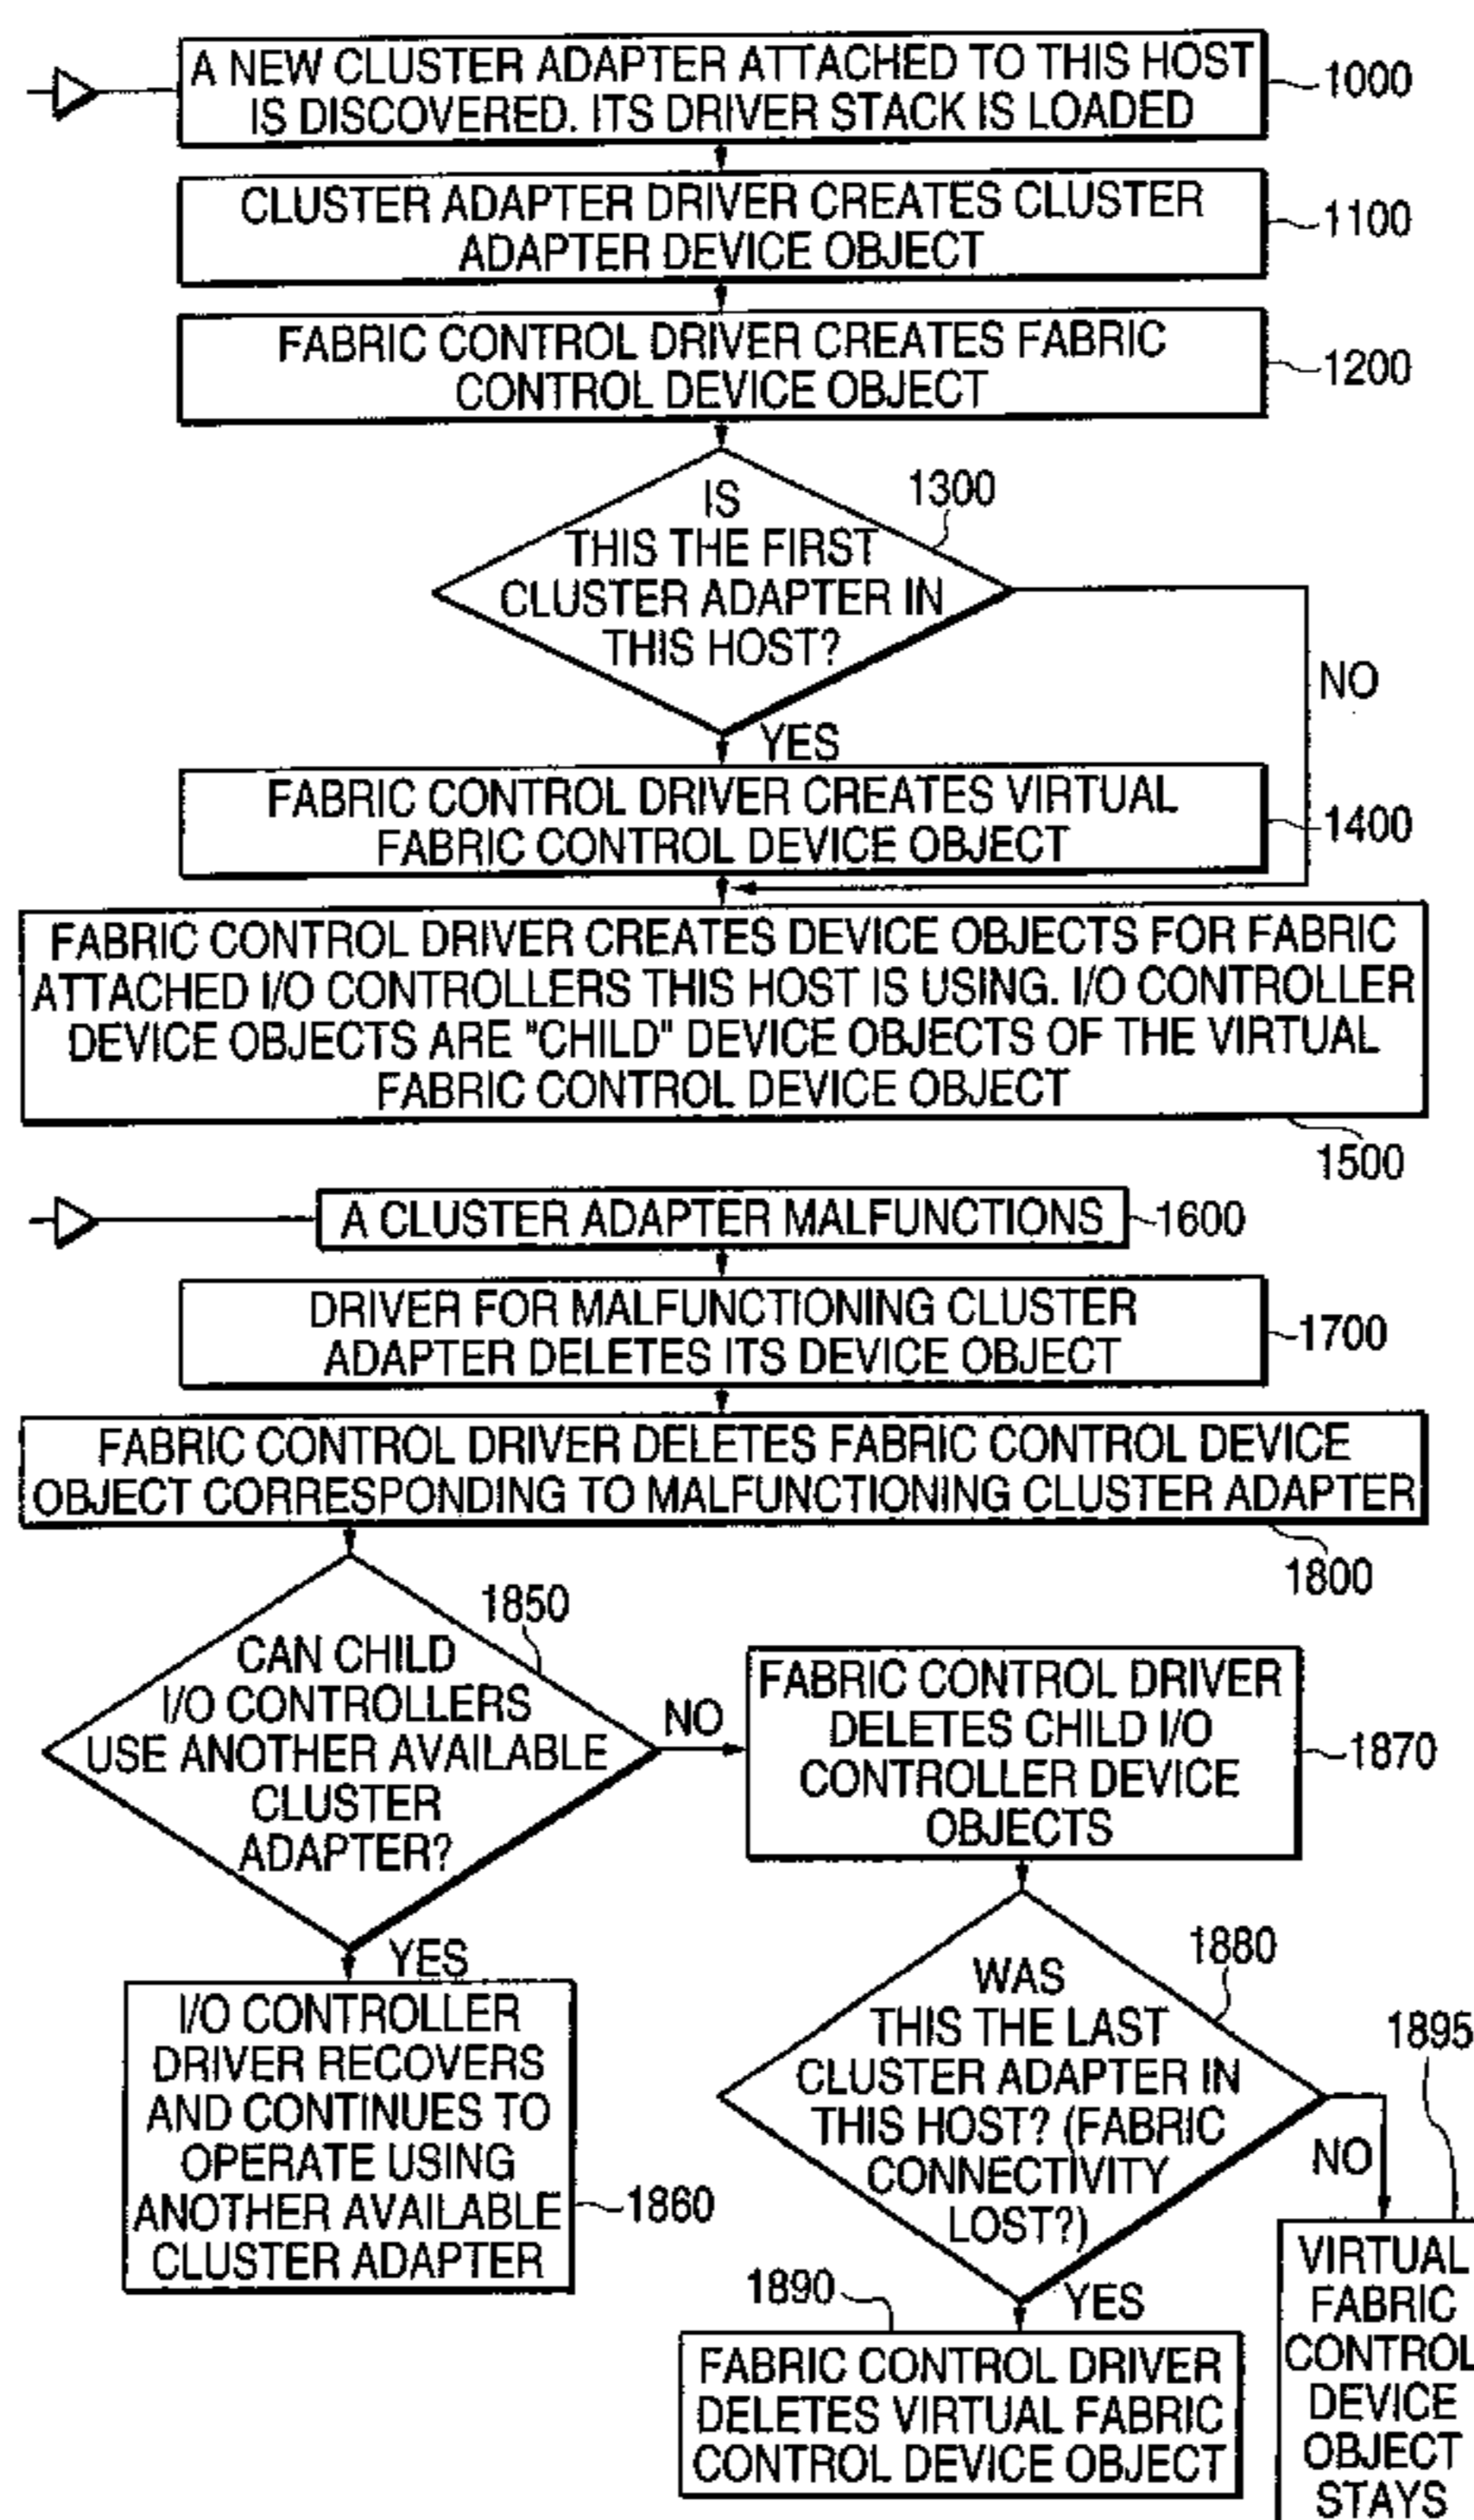 A NEW CLUSTER ADAPTER ATTACHED TO THIS HOST
IS DISCOVERED. ITS DRIVER STACK IS LOADED
1000
CLUSTER ADAPTER DRIVER CREATES CLUSTER
ADAPTER DEVICE OBJECT
1100
FABRIC CONTROL DRIVER CREATES FABRIC
CONTROL DEVICE OBJECT
1200
IS
THIS THE FIRST
CLUSTER ADAPTER IN
THIS HOST?
1300
NO
YES
FABRIC CONTROL DRIVER CREATES VIRTUAL
FABRIC CONTROL DEVICE OBJECT
1400
FABRIC CONTROL DRIVER CREATES DEVICE OBJECTS FOR FABRIC
ATTACHED I/O CONTROLLERS THIS HOST IS USING. I/O CONTROLLER
DEVICE OBJECTS ARE "CHILD" DEVICE OBJECTS OF THE VIRTUAL
FABRIC CONTROL DEVICE OBJECT
1500
A CLUSTER ADAPTER MALFUNCTIONS
1600
DRIVER FOR MALFUNCTIONING CLUSTER
ADAPTER DELETES ITS DEVICE OBJECT
1700
FABRIC CONTROL DRIVER DELETES FABRIC CONTROL DEVICE
OBJECT CORRESPONDING TO MALFUNCTIONING CLUSTER ADAPTER
1800
CAN CHILD
I/O CONTROLLERS
USE ANOTHER AVAILABLE
CLUSTER
ADAPTER?
1850
NO
FABRIC CONTROL DRIVER
DELETES CHILD I/O
CONTROLLER DEVICE
OBJECTS
1870
YES
I/O CONTROLLER
DRIVER RECOVERS
AND CONTINUES TO
OPERATE USING
ANOTHER AVAILABLE
CLUSTER ADAPTER
1860
WAS
THIS THE LAST
CLUSTER ADAPTER IN
THIS HOST? (FABRIC
CONNECTIVITY
LOST?)
1880
NO
1895
VIRTUAL
FABRIC
CONTROL
DEVICE
OBJECT
STAYS
YES
1890
FABRIC CONTROL DRIVER
DELETES VIRTUAL FABRIC
CONTROL DEVICE OBJECT